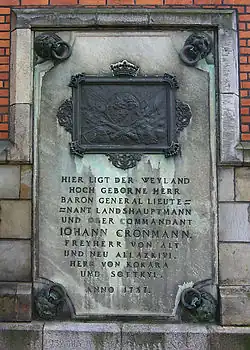 HIER LIGT DER WEYLAND
HOCH GEBORNE HERR
BARON GENERAL LIEUTE=
=NANT LANDSHAUPTMANN
UND OBER COMMANDANT
IOHANN CRONMANN,
FREYHERR VON ALT
UND NEU ALLAZKIVI.
HERR VON KOKARA
UND SOTKYL.
ANNO 1737.